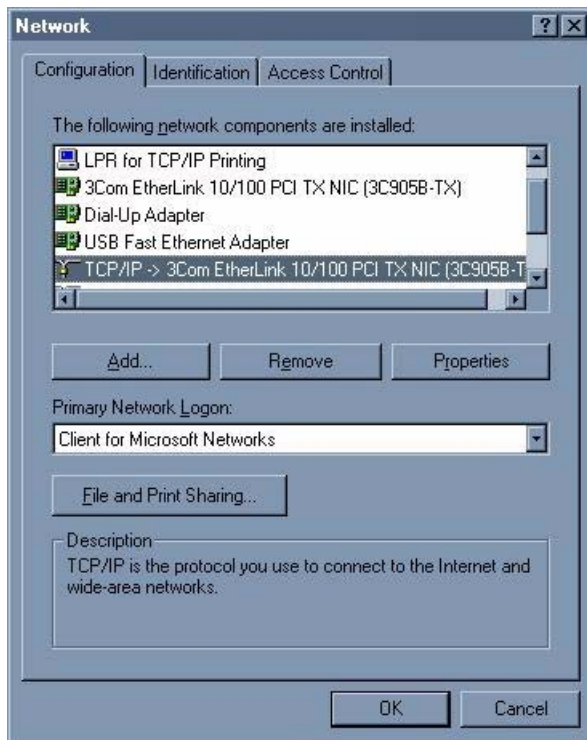 Network
Configuration Identification Access Control
The following network components are installed:
LPR for TCP/IP Printing
3Com EtherLink 10/100 PCI TX NIC (3C905B-TX)
Dial-Up Adapter
USB Fast Ethernet Adapter
TCP/IP -> 3Com EtherLink 10/100 PCI TX NIC (3C905B-T
Add... Remove Properties
Primary Network Logon:
Client for Microsoft Networks
File and Print Sharing...
Description
TCP/IP is the protocol you use to connect to the Internet and
wide-area networks.
OK Cancel